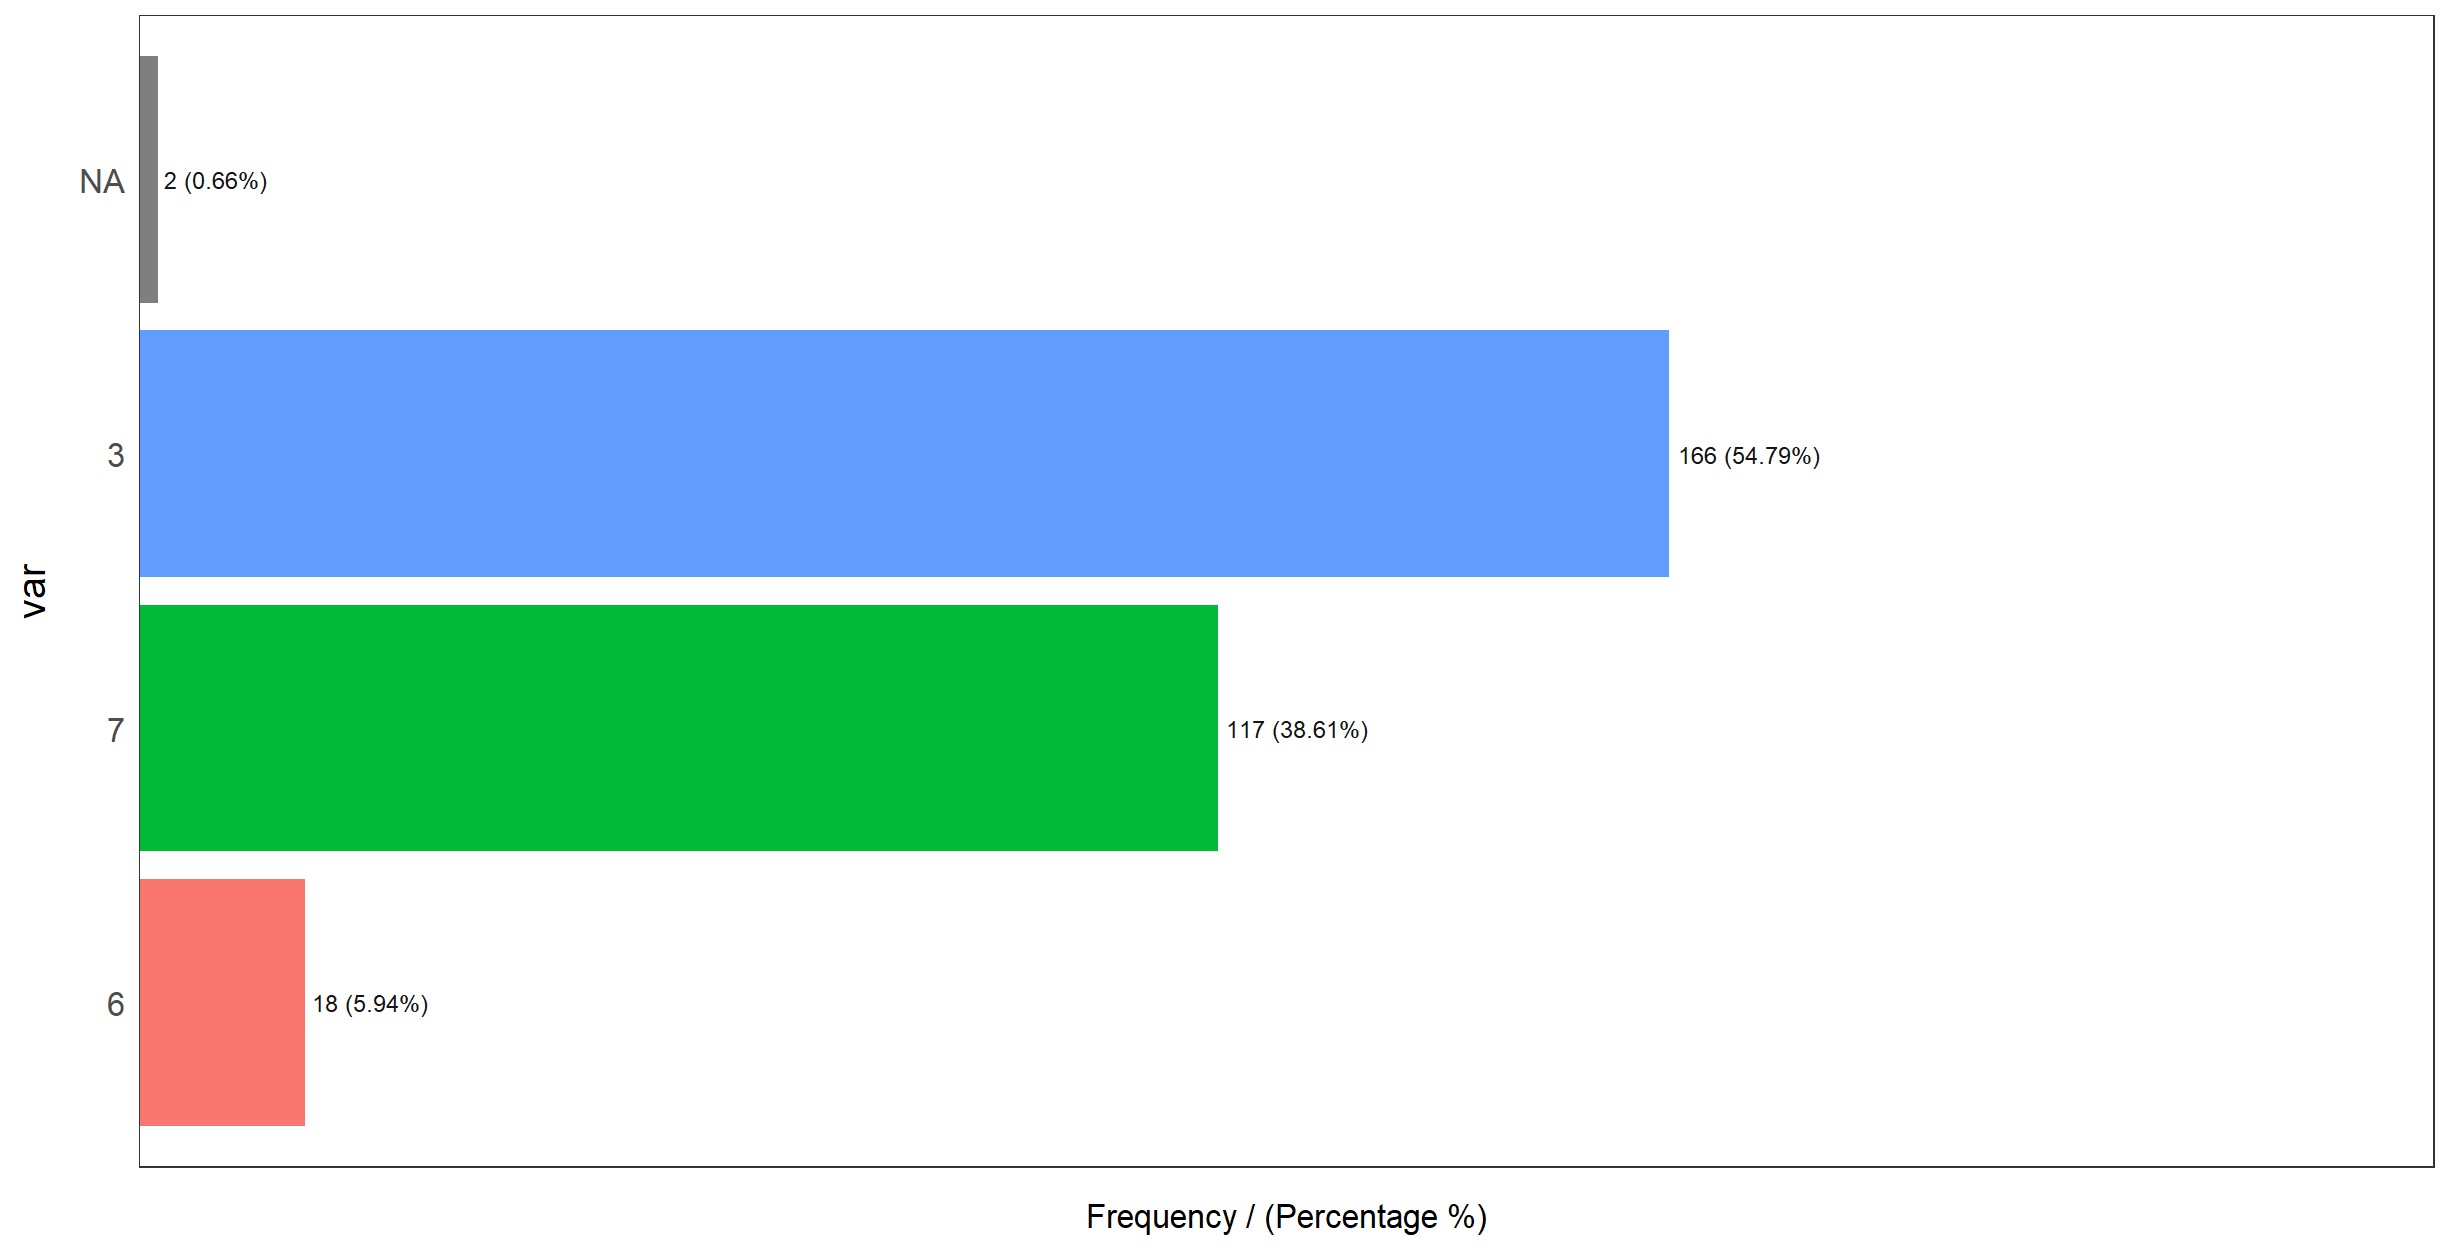 NA
2 (0.66%)
3
166 (54.79%)
var
7
117 (38.61%)
6
18 (5.94%)
Frequency / (Percentage %)